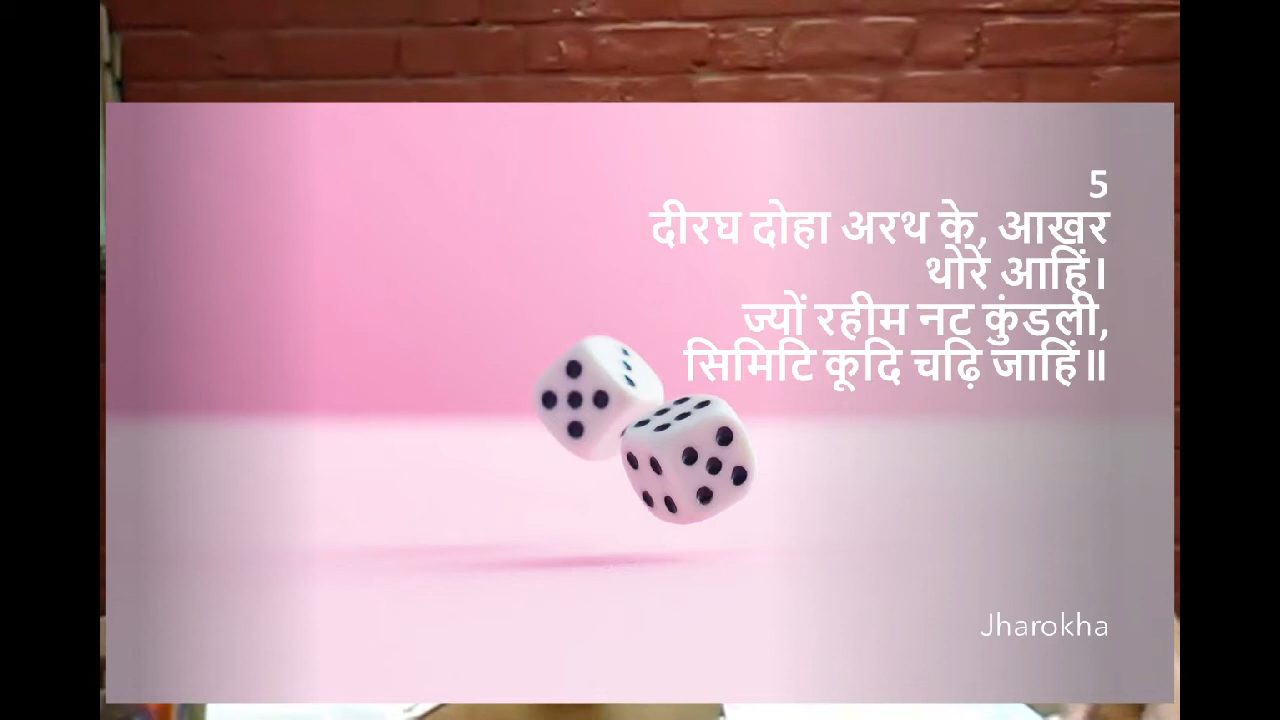 5
दीरघ दोहा अरथ के, आखर
थोरे आहिं।
ज्यों रहीम नट कुंडली,
सिमिटि कूदि चढ़ि जाहिं॥
Jharokha